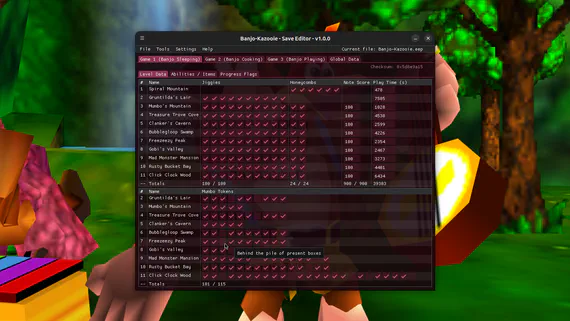 Banjo-Kazooie - Save Editor - v1.0.0
File Tools Settings Help Current File: Banjo-Kazooie.eep
Game 1 (Banjo Sleeping) Game 2 (Banjo Cooking) Game 3 (Banjo Playing) Global Data
Level Data Abilities / Items Progress Flags
# Name Jiggies Honeycombs Note Score Play Time (s)
1 Spiral Mountain 478
2 Gruntilda's Lair 7505
3 Mumbo's Mountain 100 1028
4 Treasure Trove Cove 100 4530
5 Clanker's Cavern 100 2599
6 Bubblegloop Swamp 100 4226
7 Freezeezy Peak 100 2354
8 Gobi's Valley 100 2467
9 Mad Monster Mansion 100 3273
10 Rusty Bucket Bay 100 4401
11 Click Clock Wood 100 6434
-- Totals 100 / 100 24 / 24 900 / 900
# Name Mumbo Tokens
2 Gruntilda's Lair
3 Mumbo's Mountain
4 Treasure Trove Cove
5 Clanker's Cavern
6 Bubblegloop Swamp
7 Freezeezy Peak
8 Gobi's Valley
Behind the pile of present boxes
9 Mad Monster Mansion
10 Rusty Bucket Bay
11 Click Clock Wood
-- Totals 101 / 115